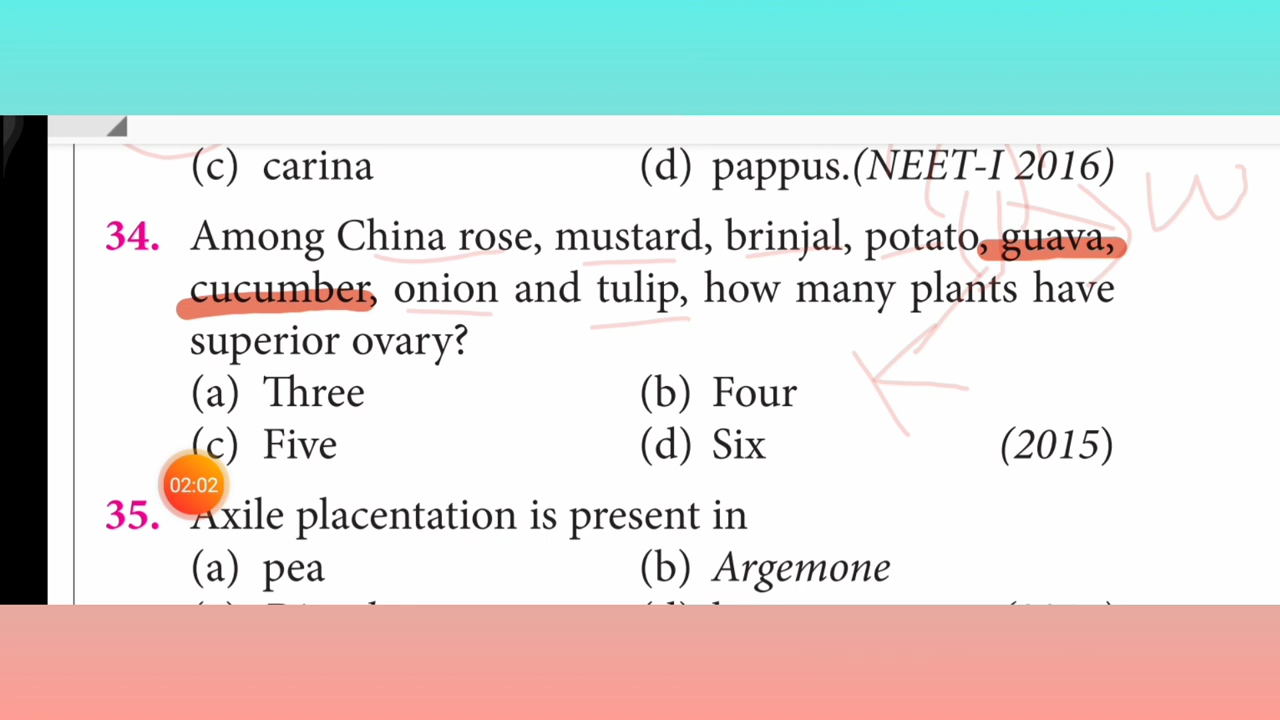 (c) carina (d) pappus.(NEET-I 2016)
34. Among China rose, mustard, brinjal, potato, guava,
cucumber, onion and tulip, how many plants have
superior ovary?
(a) Three (b) Four
(c) Five (d) Six (2015)
02:02
35. Axile placentation is present in
(a) pea (b) Argemone